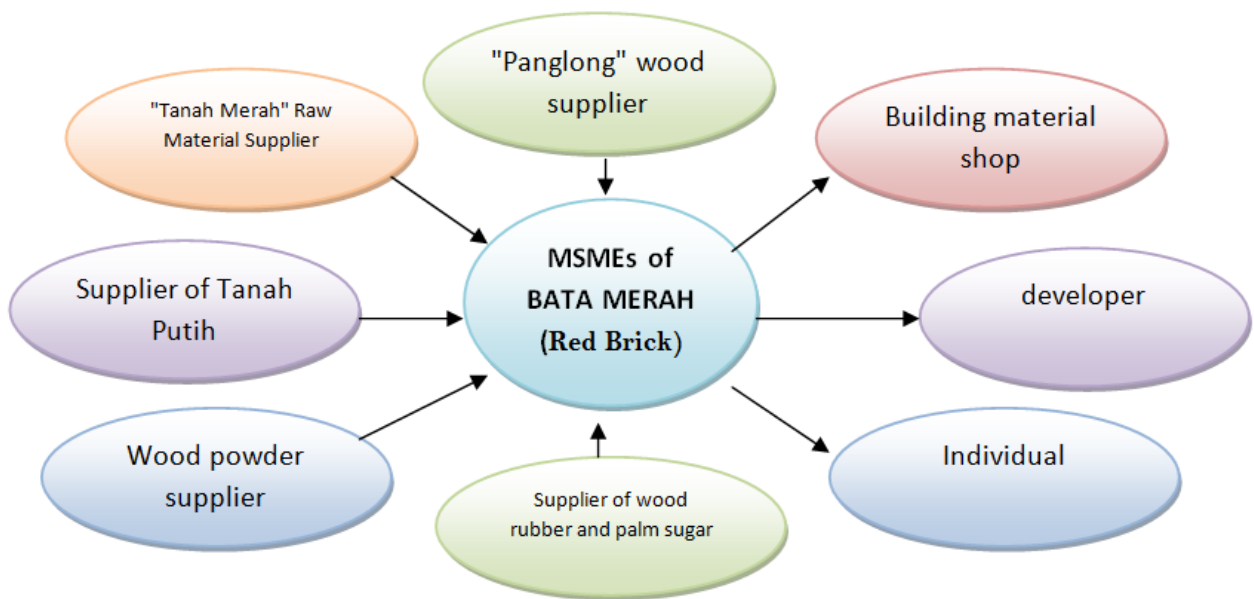 "Panglong" wood
supplier
"Tanah Merah" Raw
Material Supplier
Building material
shop
MSMEs of
BATA MERAH
(Red Brick)
Supplier of Tanah
Putih
developer
Wood powder
supplier
Individual
Supplier of wood
rubber and palm sugar